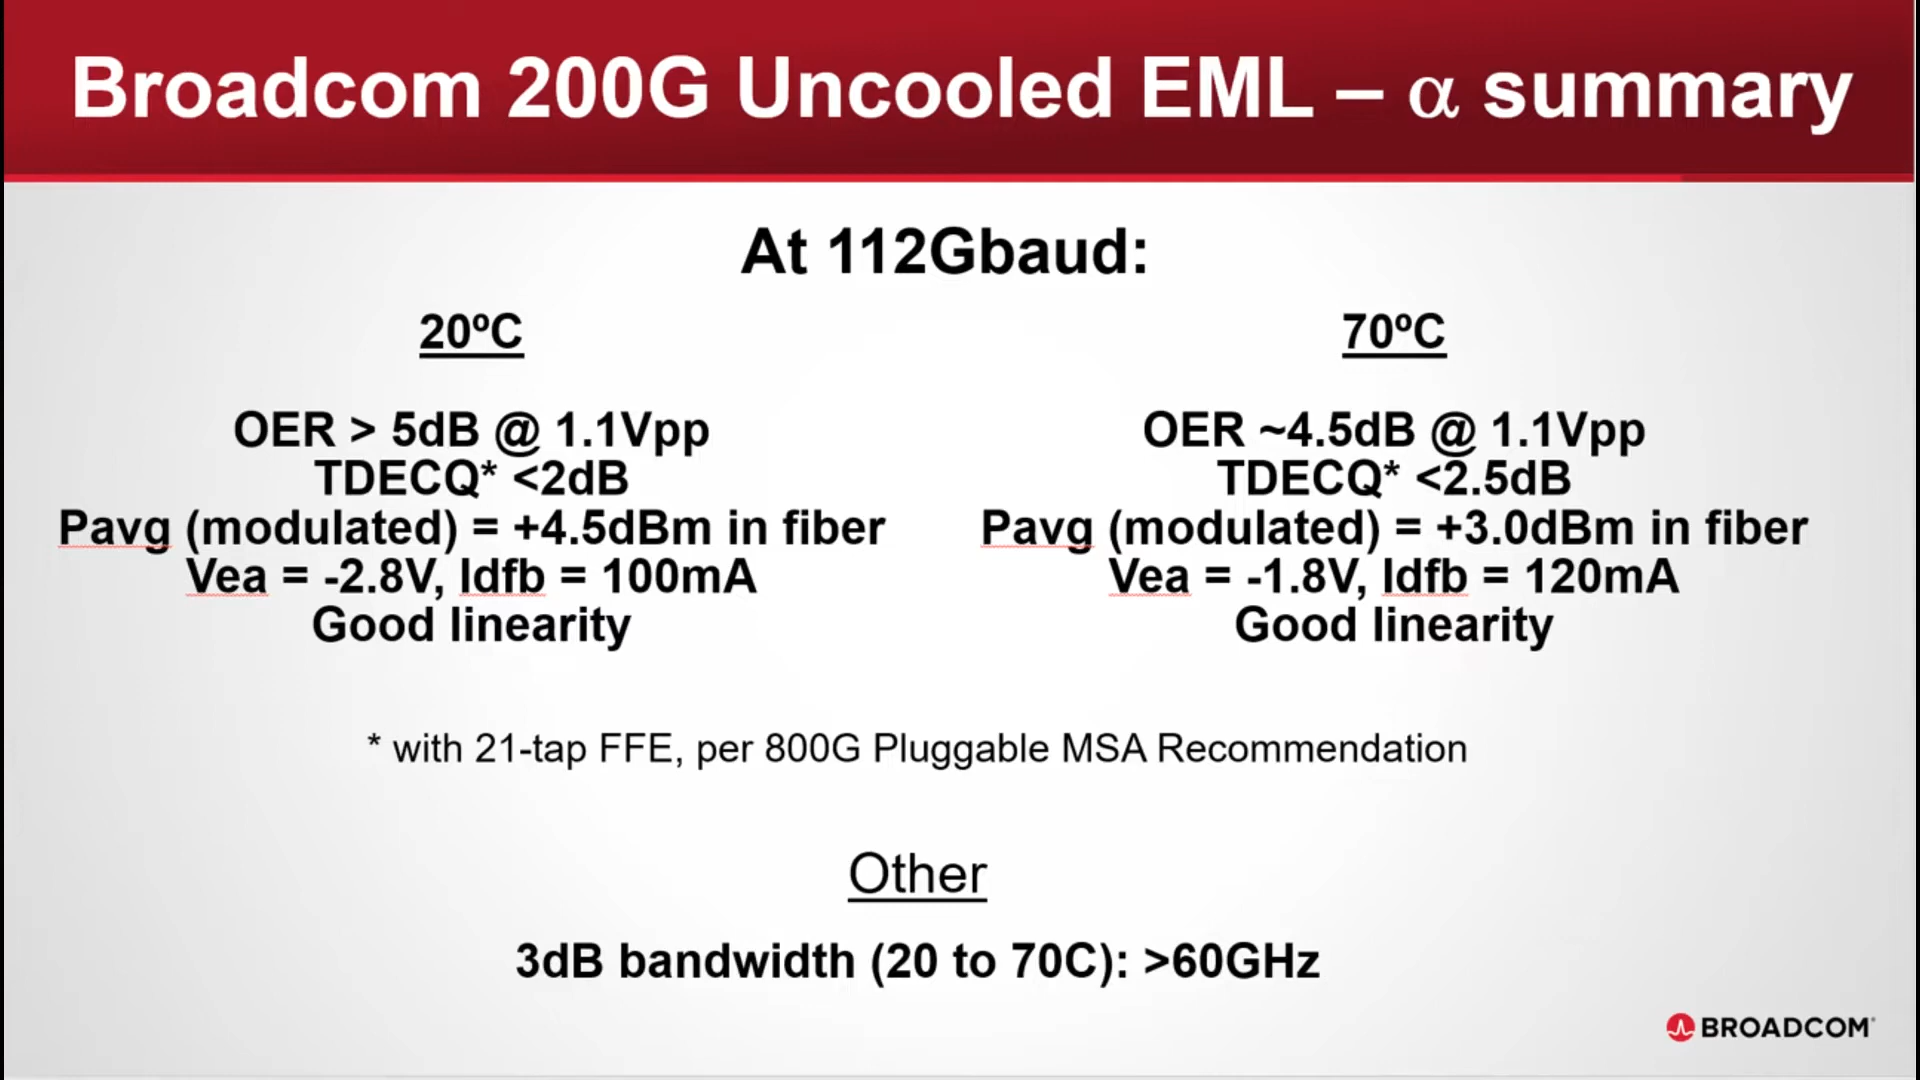 Broadcom 200G Uncooled EML – α summary
At 112Gbaud:
20ºC
OER > 5dB @ 1.1Vpp
TDECQ* <2dB
Pavg (modulated) = +4.5dBm in fiber
Vea = -2.8V, Idfb = 100mA
Good linearity
70ºC
OER ~4.5dB @ 1.1Vpp
TDECQ* <2.5dB
Pavg (modulated) = +3.0dBm in fiber
Vea = -1.8V, Idfb = 120mA
Good linearity
* with 21-tap FFE, per 800G Pluggable MSA Recommendation
Other
3dB bandwidth (20 to 70C): >60GHz
BROADCOM